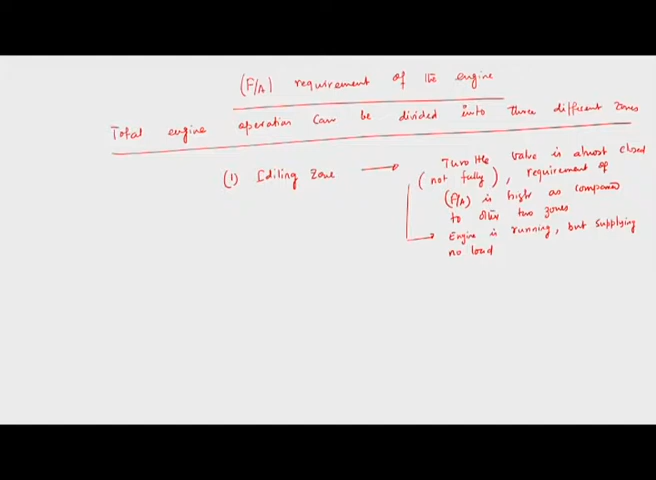 (F/A) requirement of the engine
Total engine operation can be divided into three different zones
(1) Idiling Zone → Throttle valve is almost closed
(not fully), requirement of
(F/A) is high as compared
to other two zones
→ Engine is running, but supplying
no load